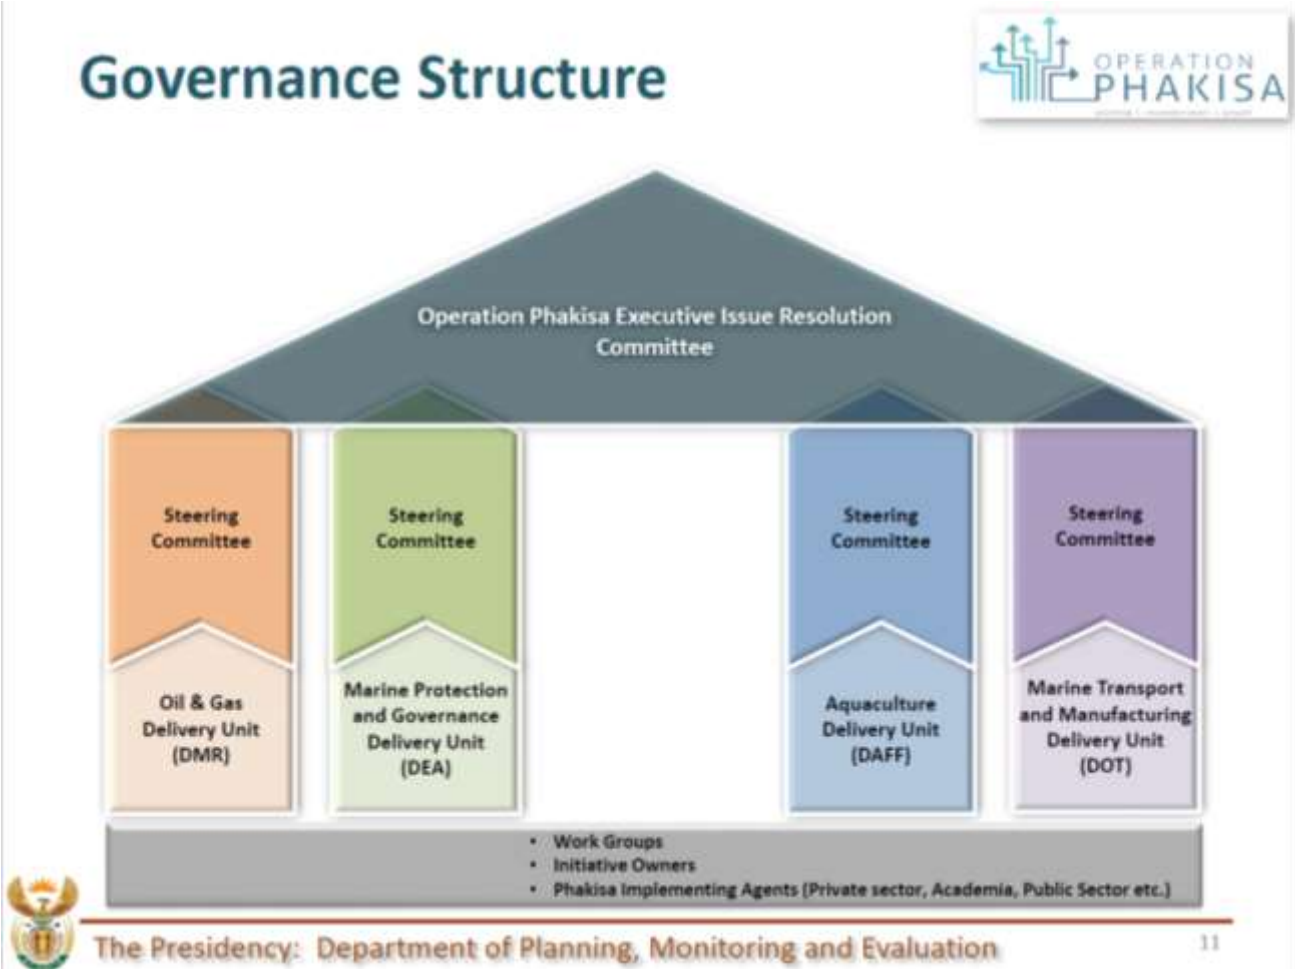 Governance Structure
OPERATION
PHAKISA
Operation Phakisa Executive Issue Resolution
Committee
Steering
Committee
Steering
Committee
Steering
Committee
Steering
Committee
Oil & Gas
Delivery Unit
(DMR)
Marine Protection
and Governance
Delivery Unit
(DEA)
Aquaculture
Delivery Unit
(DAFF)
Marine Transport
and Manufacturing
Delivery Unit
(DOT)
• Work Groups
• Initiative Owners
• Phakisa Implementing Agents (Private sector, Academia, Public Sector etc.)
The Presidency: Department of Planning, Monitoring and Evaluation
11